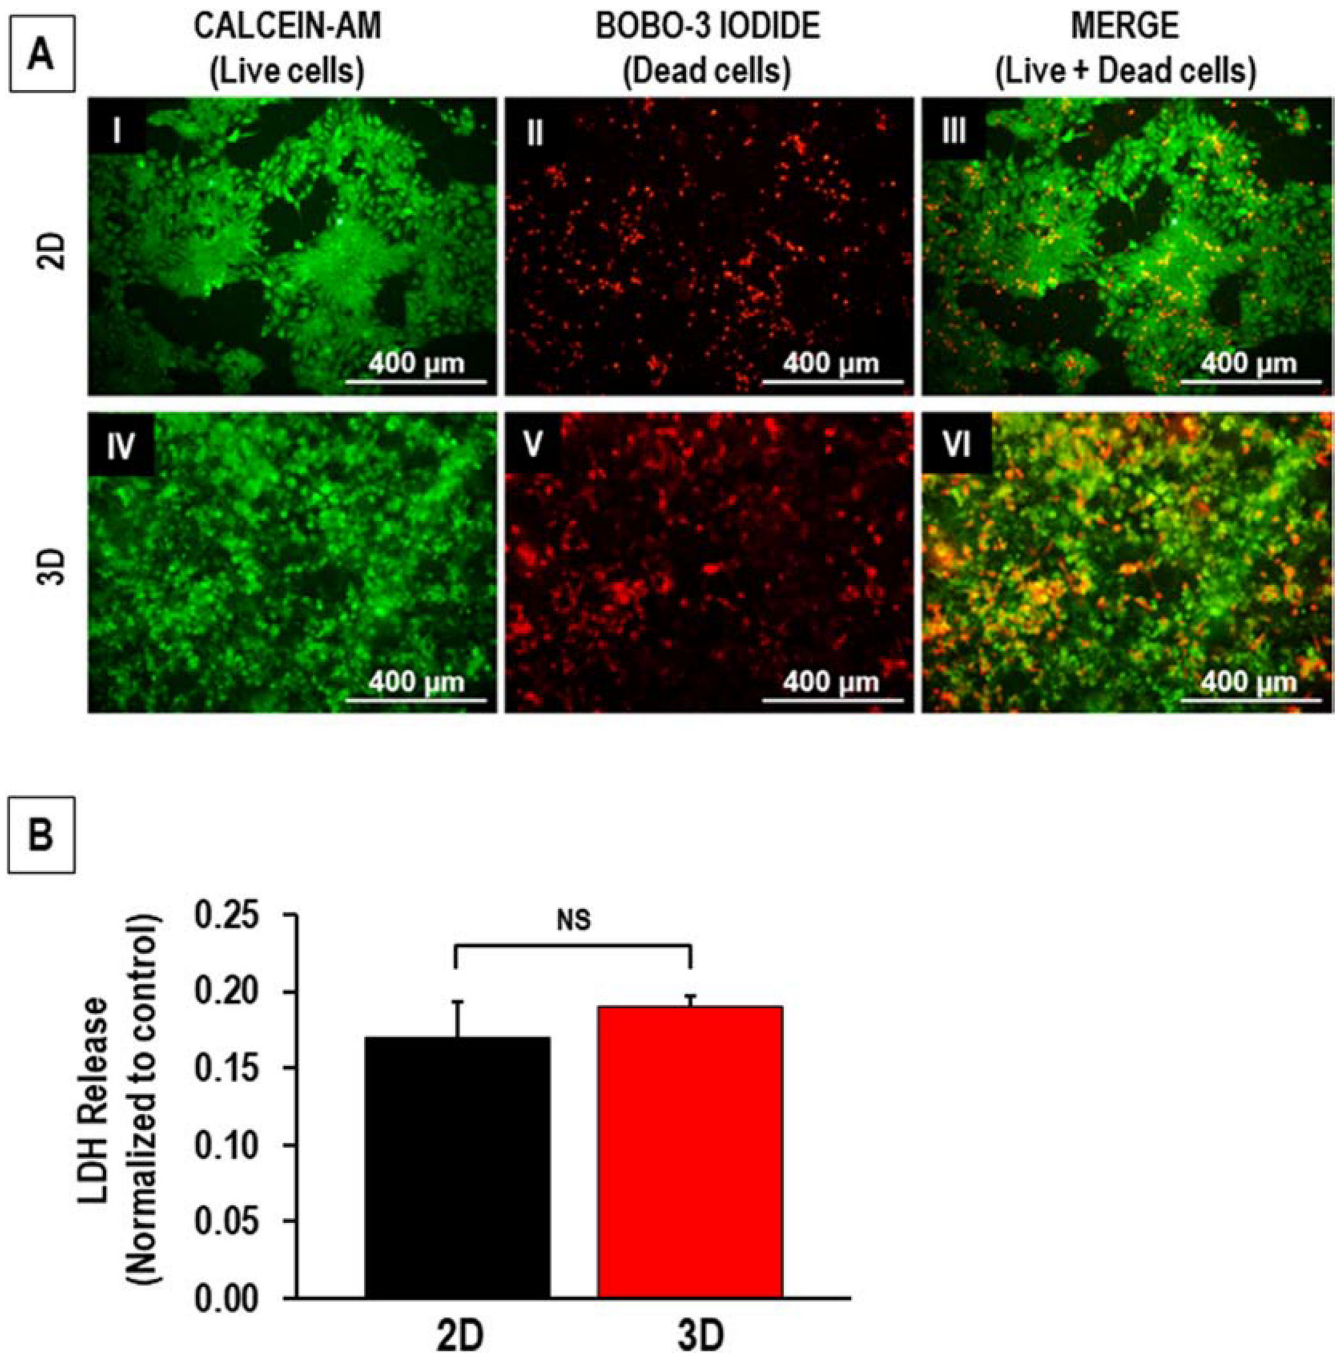 A
CALCEIN-AM
(Live cells)
BOBO-3 IODIDE
(Dead cells)
MERGE
(Live + Dead cells)
2D
I
400 µm
II
400 µm
III
400 µm
3D
IV
400 µm
V
400 µm
VI
400 µm
B
LDH Release
(Normalized to control)
0.25
0.20
0.15
0.10
0.05
0.00
NS
2D
3D